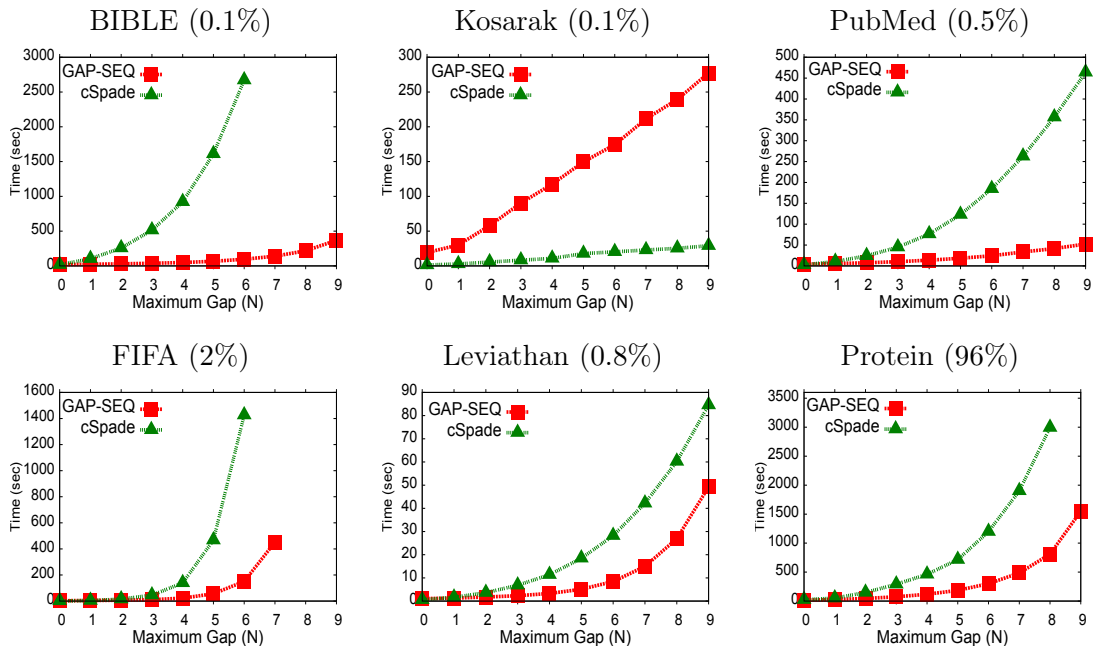 BIBLE (0.1%)
Kosarak (0.1%)
PubMed (0.5%)
3000
2500
2000
1500
1000
500
0
Time (sec)
GAP-SEQ
cSpade
0 1 2 3 4 5 6 7 8 9
Maximum Gap (N)
300
250
200
150
100
50
0
Time (sec)
GAP-SEQ
cSpade
0 1 2 3 4 5 6 7 8 9
Maximum Gap (N)
500
450
400
350
300
250
200
150
100
50
0
Time (sec)
GAP-SEQ
cSpade
0 1 2 3 4 5 6 7 8 9
Maximum Gap (N)
FIFA (2%)
Leviathan (0.8%)
Protein (96%)
1600
1400
1200
1000
800
600
400
200
0
Time (sec)
GAP-SEQ
cSpade
0 1 2 3 4 5 6 7 8 9
Maximum Gap (N)
90
80
70
60
50
40
30
20
10
0
Time (sec)
GAP-SEQ
cSpade
0 1 2 3 4 5 6 7 8 9
Maximum Gap (N)
3500
3000
2500
2000
1500
1000
500
0
Time (sec)
GAP-SEQ
cSpade
0 1 2 3 4 5 6 7 8 9
Maximum Gap (N)